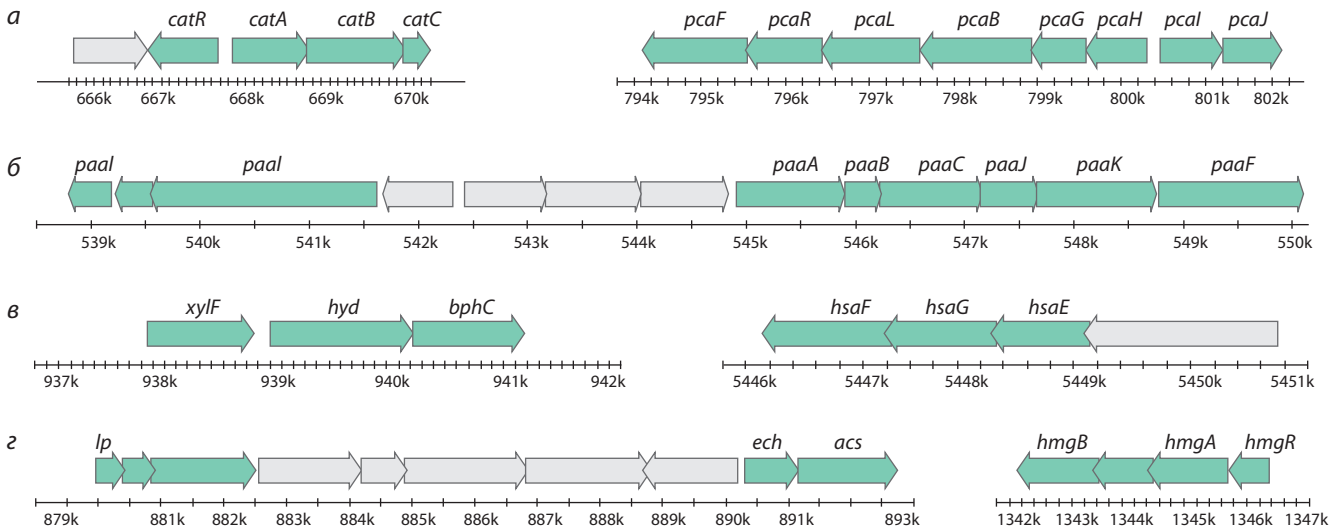 а catR catA catB catC pcaF pcaR pcaL pcaB pcaG pcaH pcaI pcaJ
666k 667k 668k 669k 670k 794k 795k 796k 797k 798k 799k 800k 801k 802k
б paaI paaI paaA paaB paaC paaJ paaK paaF
539k 540k 541k 542k 543k 544k 545k 546k 547k 548k 549k 550k
в xylF hyd bphC hsaF hsaG hsaE
937k 938k 939k 940k 941k 942k 5446k 5447k 5448k 5449k 5450k 5451k
г lp ech acs hmgB hmgA hmgR
879k 881k 882k 883k 884k 885k 886k 887k 888k 889k 890k 891k 893k 1342k 1343k 1344k 1345k 1346k 1347k